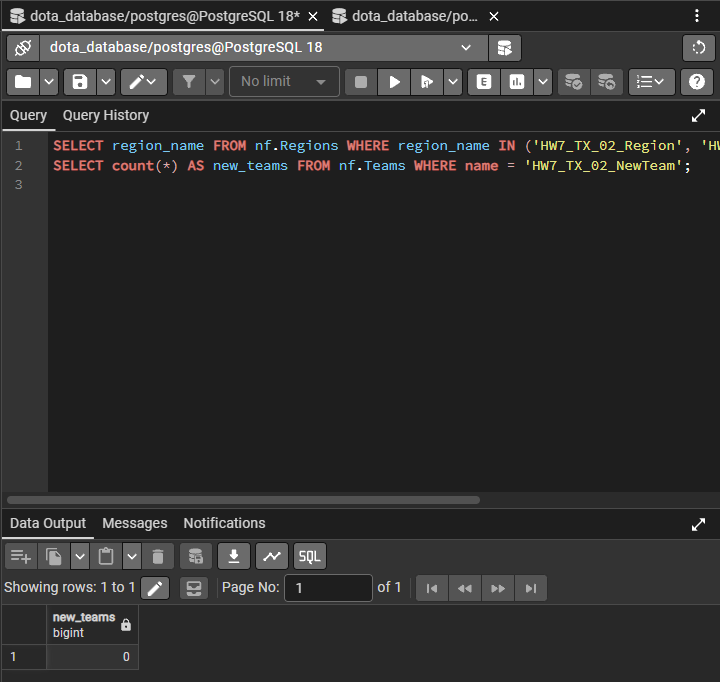 dota_database/postgres@PostgreSQL 18* dota_database/po...
dota_database/postgres@PostgreSQL 18
No limit E
Query Query History
1 SELECT region_name FROM nf.Regions WHERE region_name IN ('HW7_TX_02_Region', 'HW
2 SELECT count(*) AS new_teams FROM nf.Teams WHERE name = 'HW7_TX_02_NewTeam';
3
Data Output Messages Notifications
SQL
Showing rows: 1 to 1 Page No: 1 of 1
new_teams
bigint
1 0